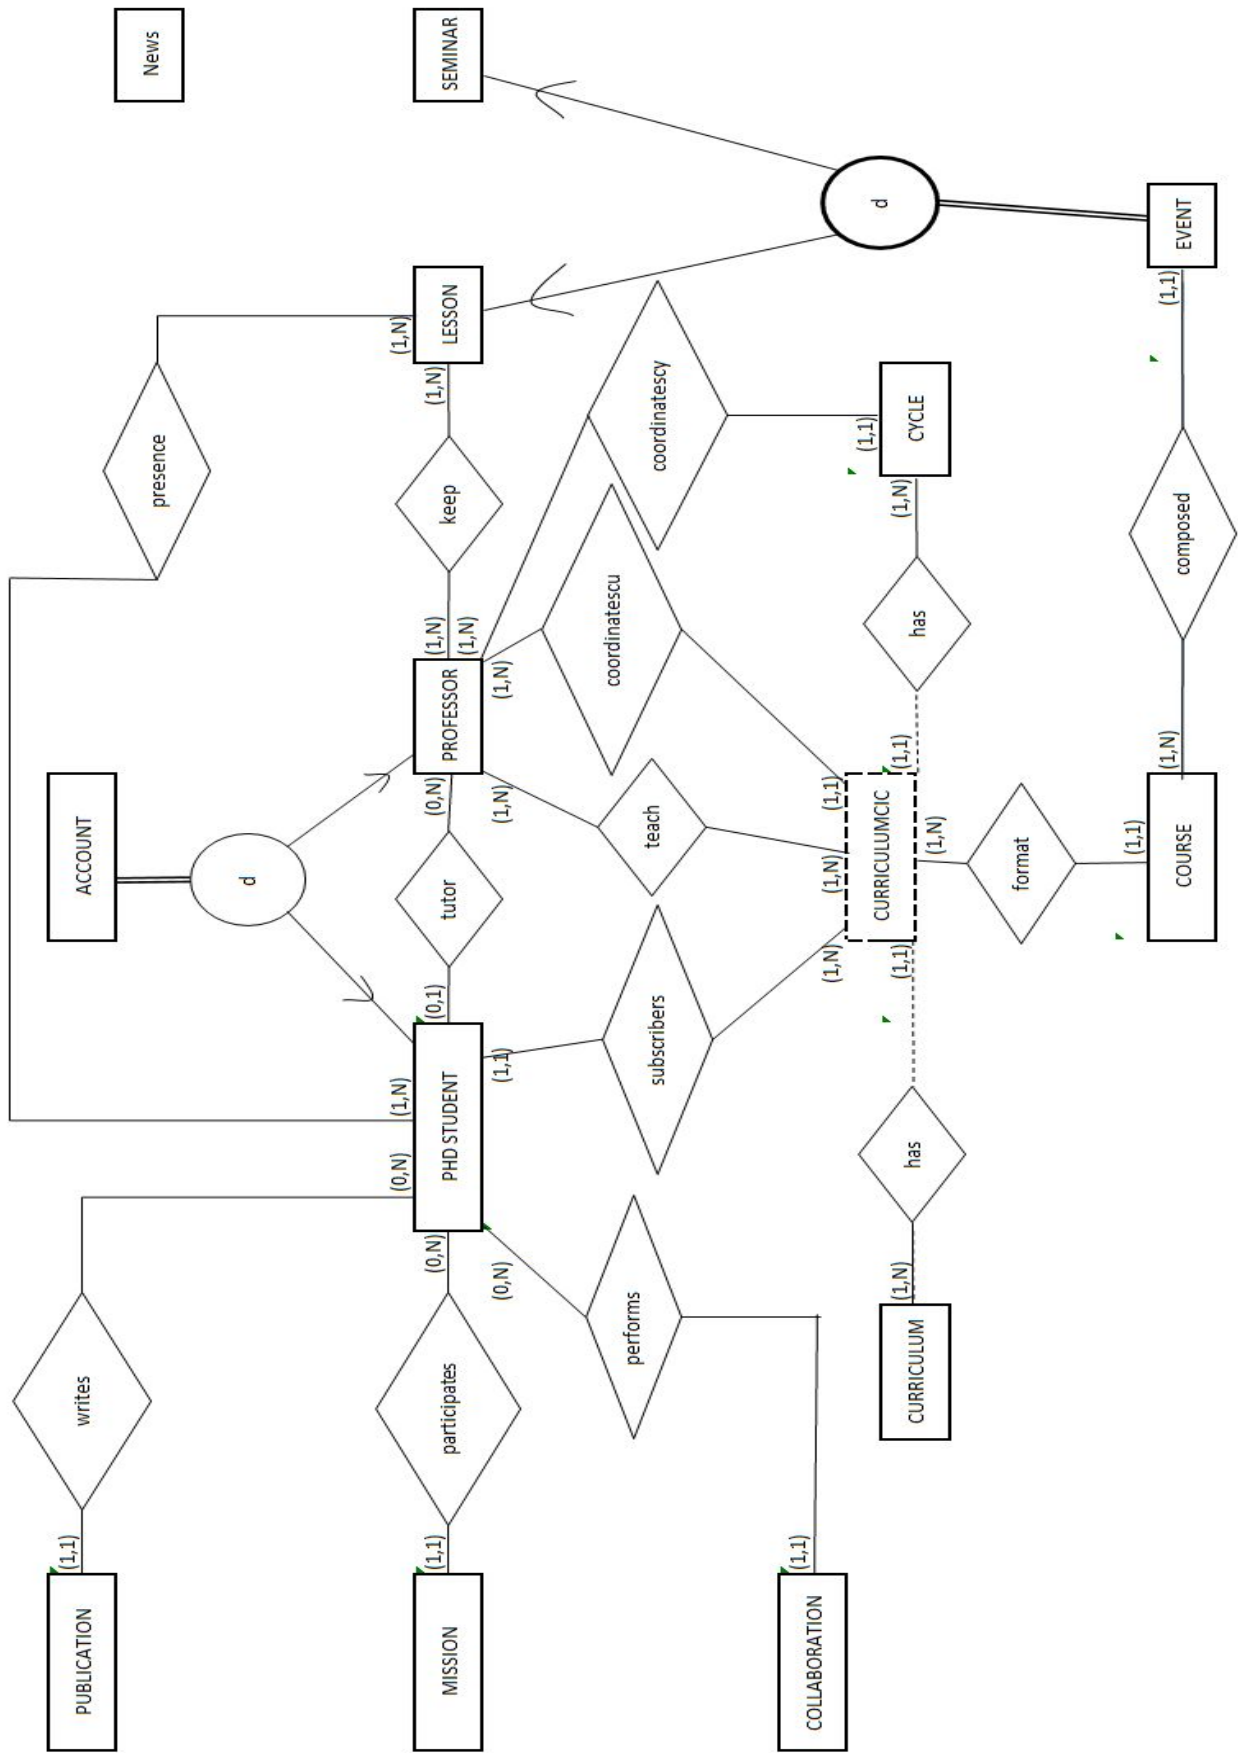 (1,1)
PUBLICATION
writes
ACCOUNT
presence
News
d
(0,N)
(1,N)
(1,N)
(1,1)
(0,N)
(0,1)
(0,N)
(1,N)
(1,N)
MISSION
participates
PHD STUDENT
tutor
PROFESSOR
keep
LESSON
SEMINAR
(1,N)
(0,N)
(1,1)
(1,N)
(1,N)
performs
subscribers
teach
coordinatescu
coordinatescy
(1,1)
COLLABORATION
(1,N)
(1,N)
(1,1)
(1,1)
CURRICULUMCIC
d
(1,N)
(1,1)
(1,1)
(1,N)
CURRICULUM
has
has
CYCLE
(1,N)
format
(1,1)
(1,N)
(1,1)
COURSE
composed
EVENT